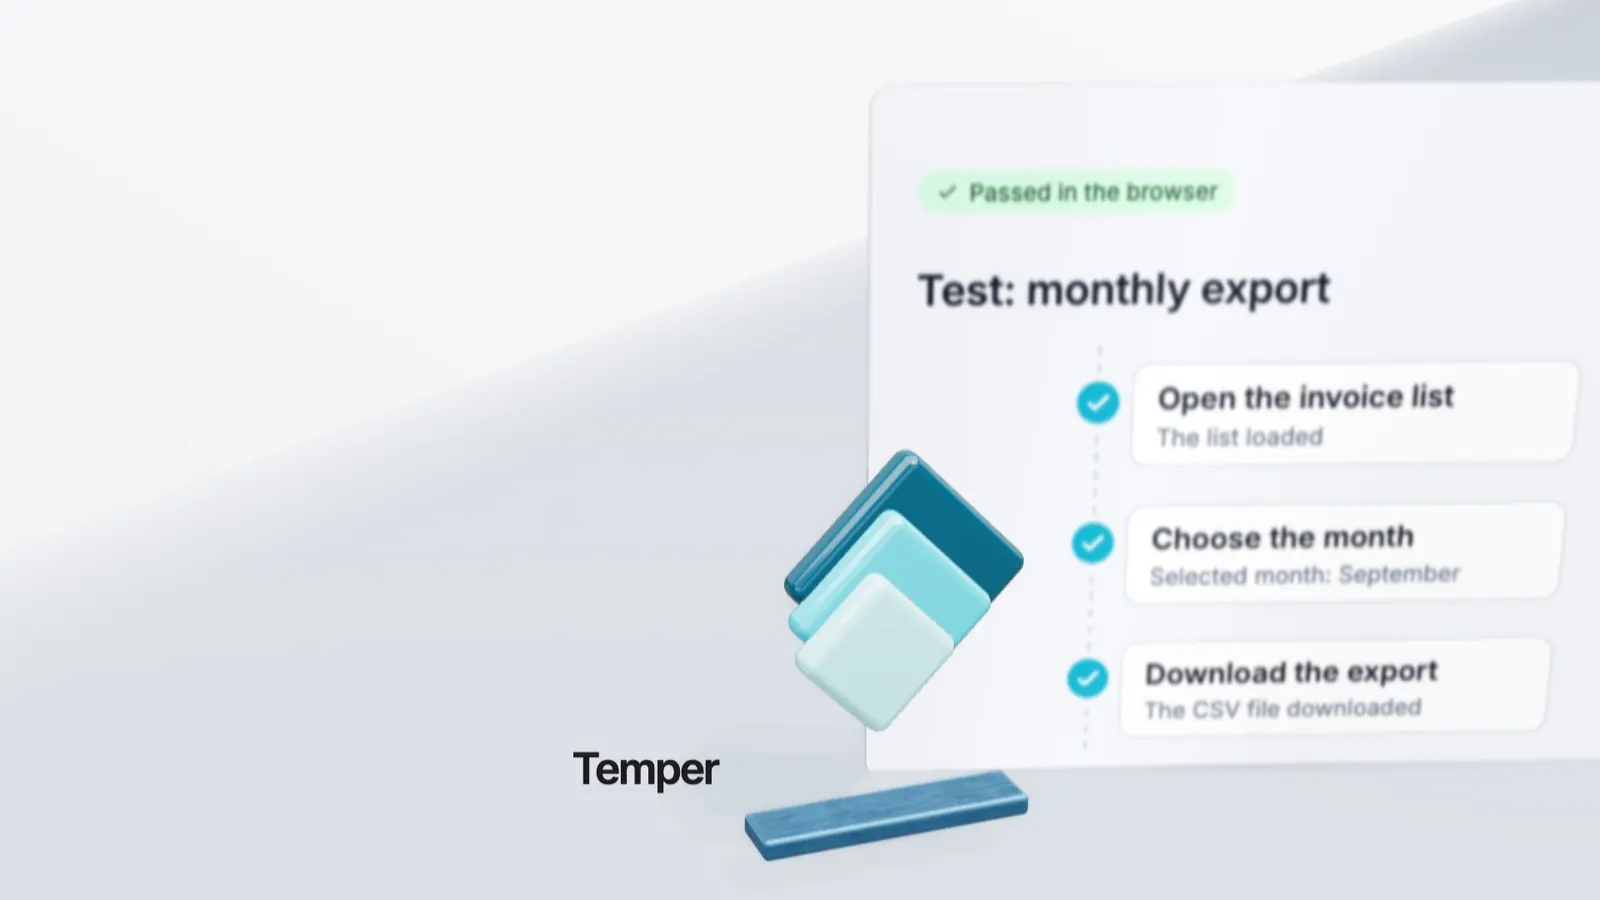 Passed in the browser
Test: monthly export
Open the invoice list
The list loaded
Choose the month
Selected month: September
Download the export
The CSV file downloaded
Temper